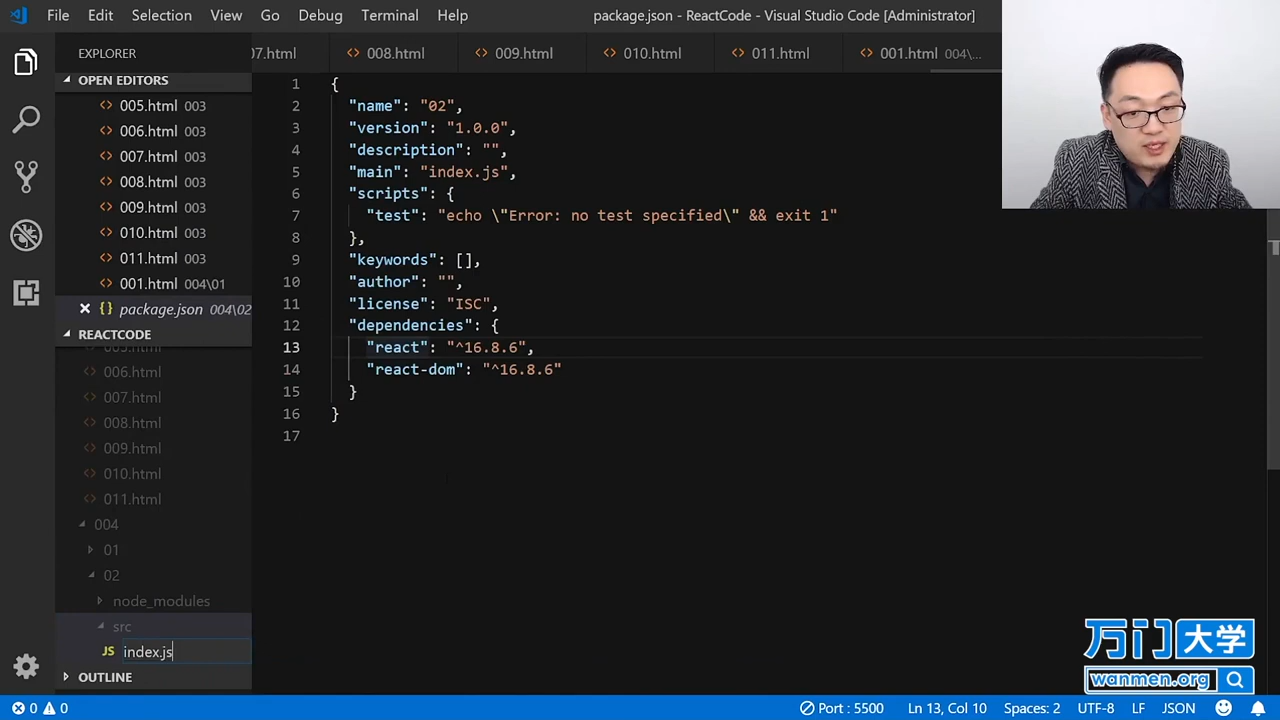 File Edit Selection View Go Debug Terminal Help package.json - ReactCode - Visual Studio Code [Administrator]
EXPLORER
OPEN EDITORS
005.html 003
006.html 003
007.html 003
008.html 003
009.html 003
010.html 003
011.html 003
001.html 004\01
package.json 004\02
REACTCODE
006.html
007.html
008.html
009.html
010.html
011.html
004
01
02
node_modules
src
JS index.js
OUTLINE
07.html 008.html 009.html 010.html 011.html 001.html 004\...
1 {
2 "name": "02",
3 "version": "1.0.0",
4 "description": "",
5 "main": "index.js",
6 "scripts": {
7 "test": "echo \"Error: no test specified\" && exit 1"
8 },
9 "keywords": [],
10 "author": "",
11 "license": "ISC",
12 "dependencies": {
13 "react": "^16.8.6",
14 "react-dom": "^16.8.6"
15 }
16 }
17
万门大学
wanmen.org
0 0 Port : 5500 Ln 13, Col 10 Spaces: 2 UTF-8 LF JSON